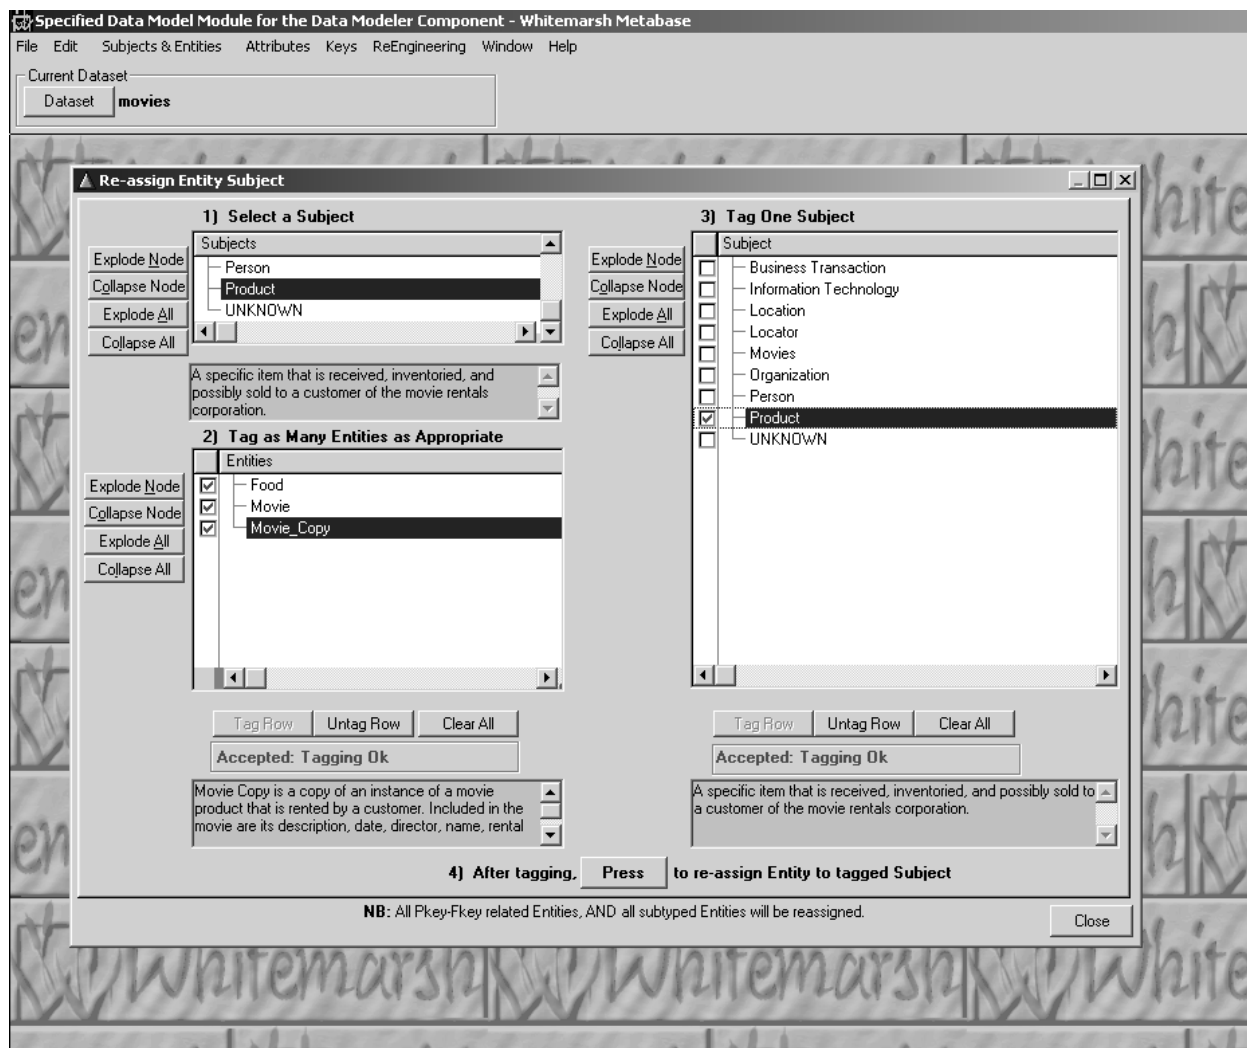 Specified Data Model Module for the Data Modeler Component - Whitemarsh Metabase
File Edit Subjects & Entities Attributes Keys ReEngineering Window Help
Current Dataset
Dataset movies
Re-assign Entity Subject
1) Select a Subject
Subjects
Explode Node
Collapse Node
Explode All
Collapse All
Person
Product
UNKNOWN
A specific item that is received, inventoried, and
possibly sold to a customer of the movie rentals
corporation.
2) Tag as Many Entities as Appropriate
Entities
Explode Node
Collapse Node
Explode All
Collapse All
Food
Movie
Movie_Copy
Tag Row Untag Row Clear All
Accepted: Tagging Ok
Movie Copy is a copy of an instance of a movie
product that is rented by a customer. Included in the
movie are its description, date, director, name, rental
3) Tag One Subject
Subject
Explode Node
Collapse Node
Explode All
Collapse All
Business Transaction
Information Technology
Location
Locator
Movies
Organization
Person
Product
UNKNOWN
Tag Row Untag Row Clear All
Accepted: Tagging Ok
A specific item that is received, inventoried, and possibly sold to
a customer of the movie rentals corporation.
4) After tagging, Press to re-assign Entity to tagged Subject
NB: All Pkey-Fkey related Entities, AND all subtyped Entities will be reassigned.
Close
Whitemarsh Whitemarsh White